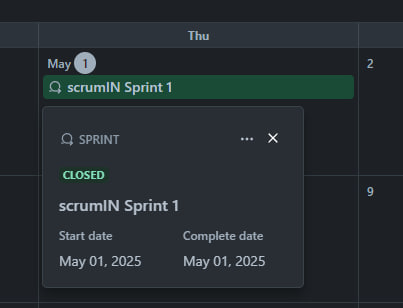 Thu
May 1
2
scrumIN Sprint 1
SPRINT
CLOSED
scrumIN Sprint 1
9
Start date Complete date
May 01, 2025 May 01, 2025